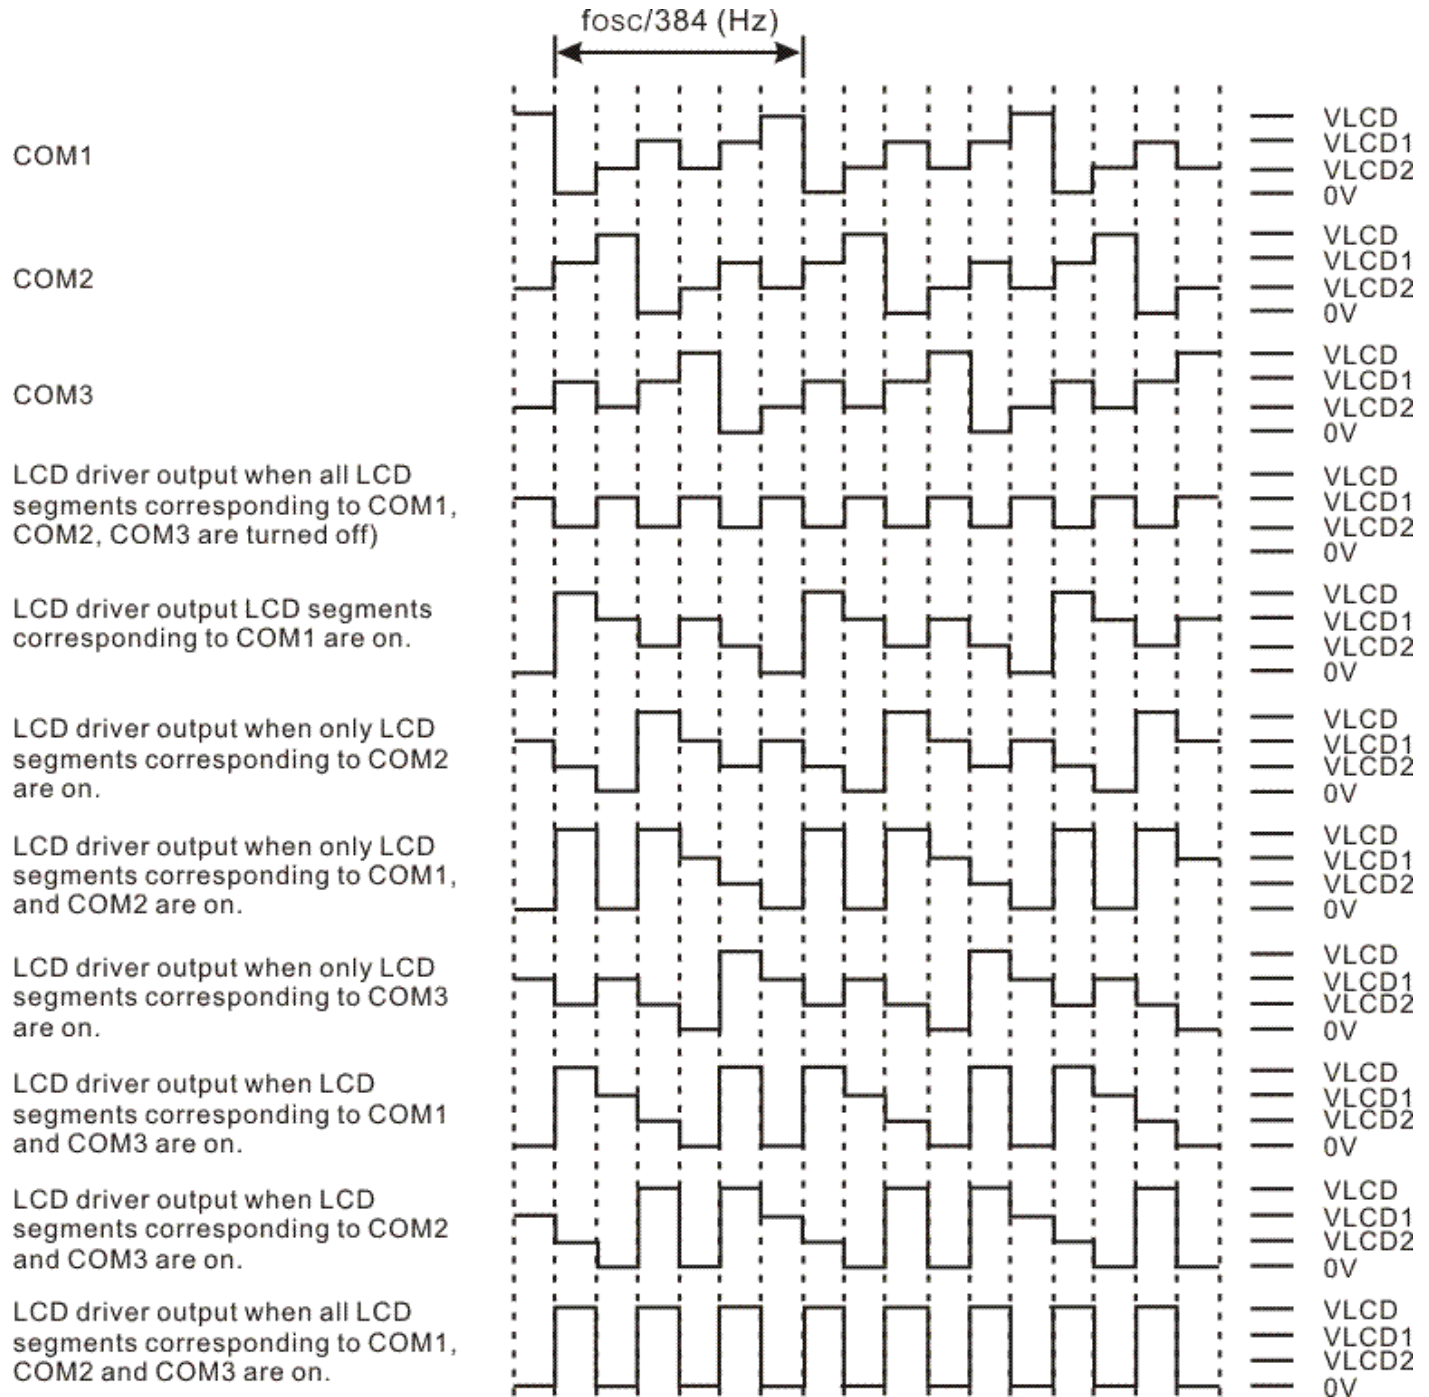 fosc/384 (Hz)
COM1
VLCD
VLCD1
VLCD2
0V
COM2
VLCD
VLCD1
VLCD2
0V
COM3
VLCD
VLCD1
VLCD2
0V
LCD driver output when all LCD
segments corresponding to COM1,
COM2, COM3 are turned off)
VLCD
VLCD1
VLCD2
0V
LCD driver output LCD segments
corresponding to COM1 are on.
VLCD
VLCD1
VLCD2
0V
LCD driver output when only LCD
segments corresponding to COM2
are on.
VLCD
VLCD1
VLCD2
0V
LCD driver output when only LCD
segments corresponding to COM1,
and COM2 are on.
VLCD
VLCD1
VLCD2
0V
LCD driver output when only LCD
segments corresponding to COM3
are on.
VLCD
VLCD1
VLCD2
0V
LCD driver output when LCD
segments corresponding to COM1
and COM3 are on.
VLCD
VLCD1
VLCD2
0V
LCD driver output when LCD
segments corresponding to COM2
and COM3 are on.
VLCD
VLCD1
VLCD2
0V
LCD driver output when all LCD
segments corresponding to COM1,
COM2 and COM3 are on.
VLCD
VLCD1
VLCD2
0V